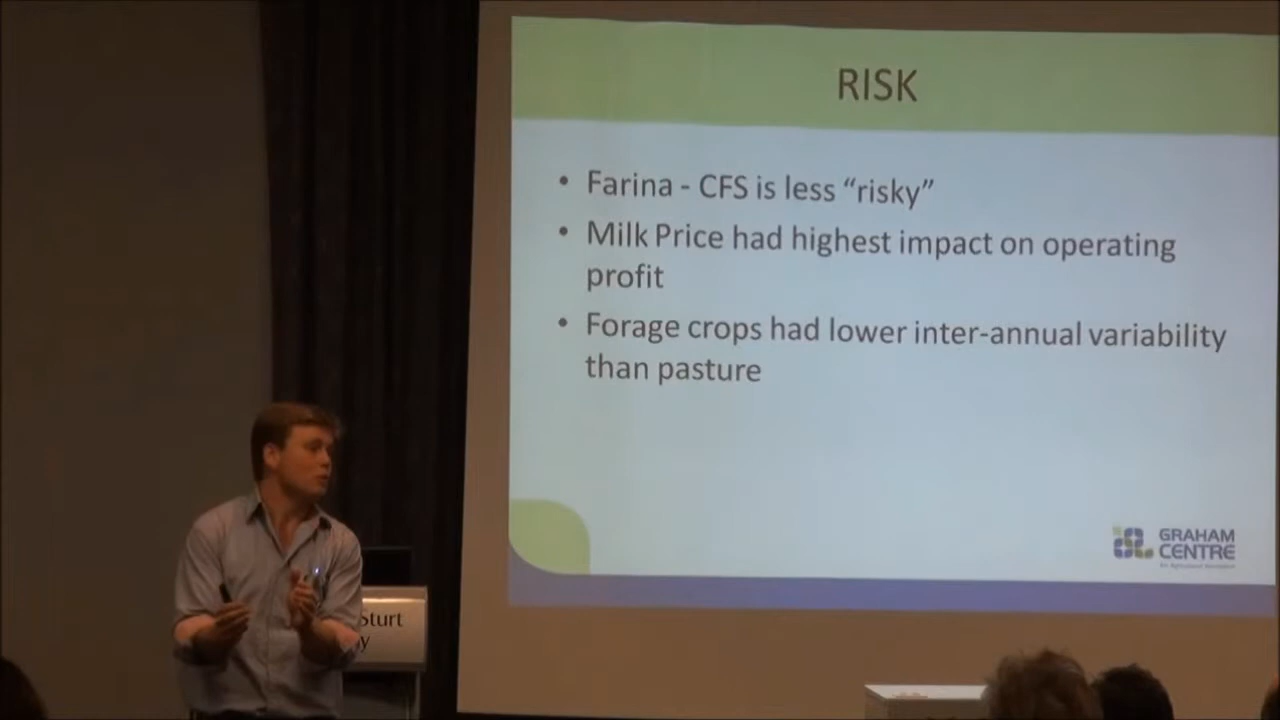 RISK
• Farina - CFS is less “risky”
• Milk Price had highest impact on operating
profit
• Forage crops had lower inter-annual variability
than pasture
GRAHAM
CENTRE
Sturt